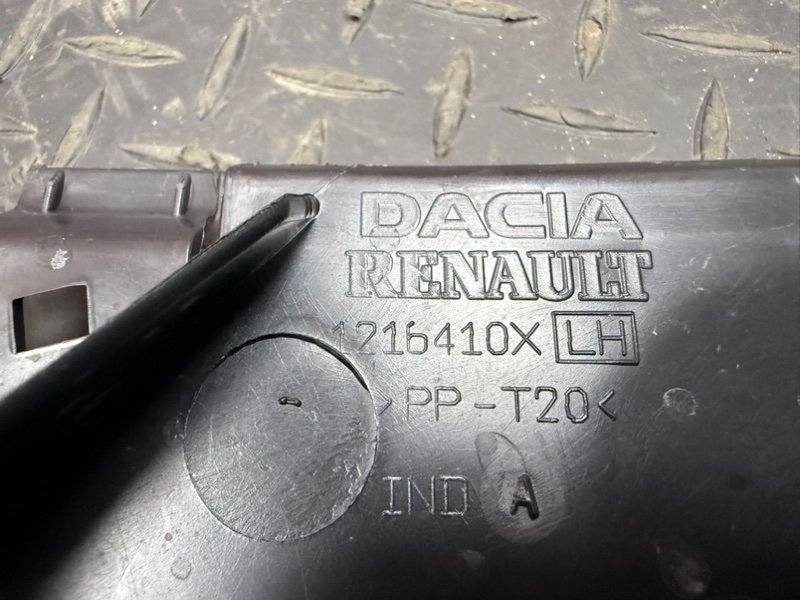 DACIA
RENAULT
1216410X LH
>PP-T20<
IND A